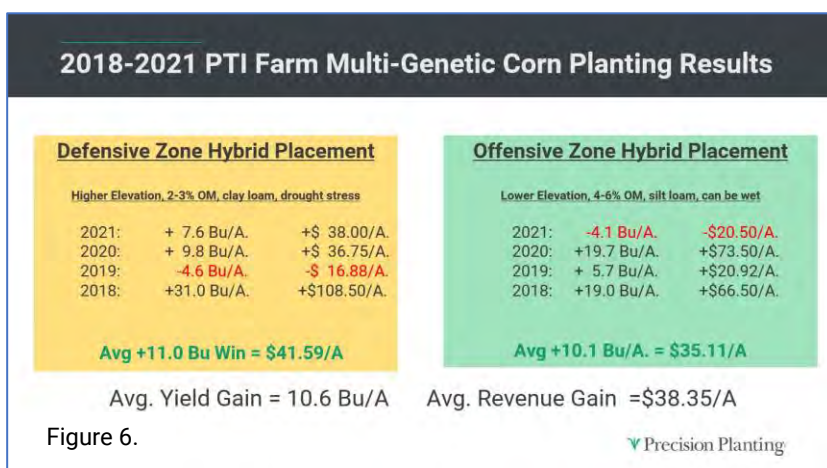 2018-2021 PTI Farm Multi-Genetic Corn Planting Results
Defensive Zone Hybrid Placement
Higher Elevation, 2-3% OM, clay loam, drought stress
2021: + 7.6 Bu/A. +$ 38.00/A.
2020: + 9.8 Bu/A. +$ 36.75/A.
2019: -4.6 Bu/A. -$ 16.88/A.
2018: +31.0 Bu/A. +$108.50/A.
Avg +11.0 Bu Win = $41.59/A
Offensive Zone Hybrid Placement
Lower Elevation, 4-6% OM, silt loam, can be wet
2021: -4.1 Bu/A. -$20.50/A.
2020: +19.7 Bu/A. +$73.50/A.
2019: + 5.7 Bu/A. +$20.92/A.
2018: +19.0 Bu/A. +$66.50/A.
Avg +10.1 Bu/A. = $35.11/A
Avg. Yield Gain = 10.6 Bu/A Avg. Revenue Gain =$38.35/A
Figure 6.
Precision Planting